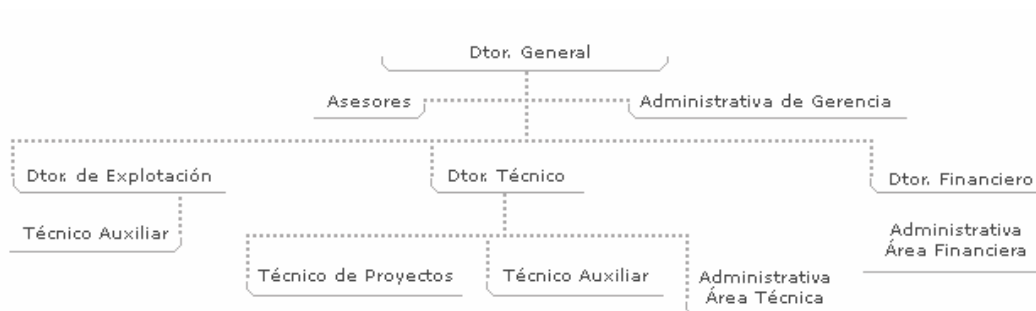 Dtor. General
Asesores
Administrativa de Gerencia
Dtor. de Explotación
Dtor. Técnico
Dtor. Financiero
Técnico Auxiliar
Administrativa
Área Financiera
Técnico de Proyectos
Técnico Auxiliar
Administrativa
Área Técnica